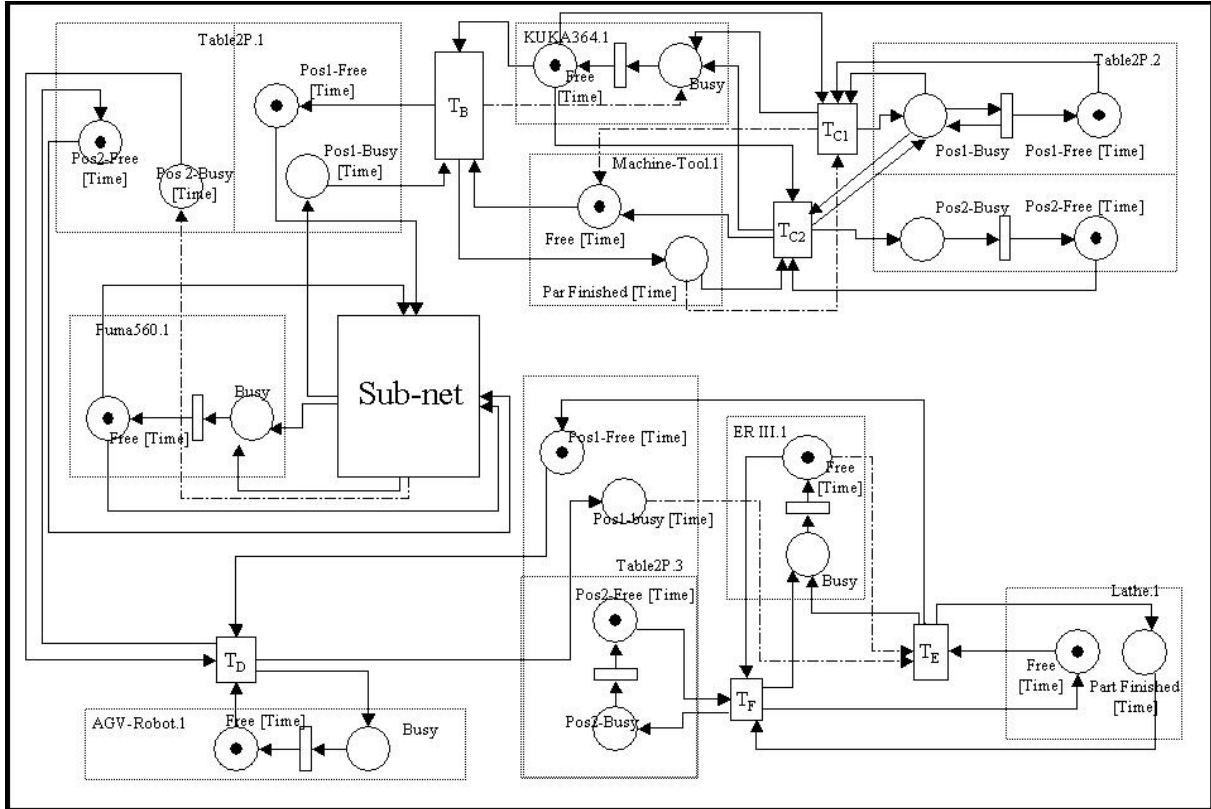 Table2P.1
KUKA364.1
Table2P.2
Pos1-Free
[Time]
T_B
Free
[Time]
Busy
T_C1
Pos2-Free
[Time]
Pos 2-Busy
[Time]
Pos1-Busy
[Time]
Pos1-Busy
Pos1-Free
[Time]
Machine-Tool.1
Free [Time]
T_C2
Pos2-Busy
Pos2-Free
[Time]
Par Finished [Time]
Puma560.1
Busy
Free [Time]
Sub-net
Pos1-Free [Time]
Pos1-busy [Time]
ER III.1
Free
[Time]
Busy
Table2P.3
Pos2-Free [Time]
Pos2-Busy
T_D
T_E
T_F
Lathe.1
Free
[Time]
Part Finished
[Time]
AGV-Robot.1
Free [Time]
Busy